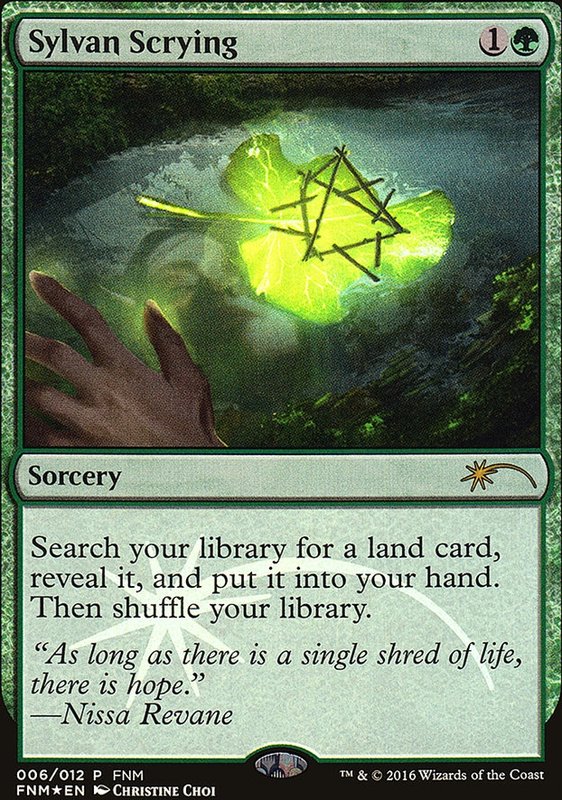 Sylvan Scrying 1
Sorcery
Search your library for a land card,
reveal it, and put it into your hand.
Then shuffle your library.
“As long as there is a single shred of life,
there is hope.”
—Nissa Revane
006/012 P FNM
FNM★EN Christine Choi
™ & © 2016 Wizards of the Coast